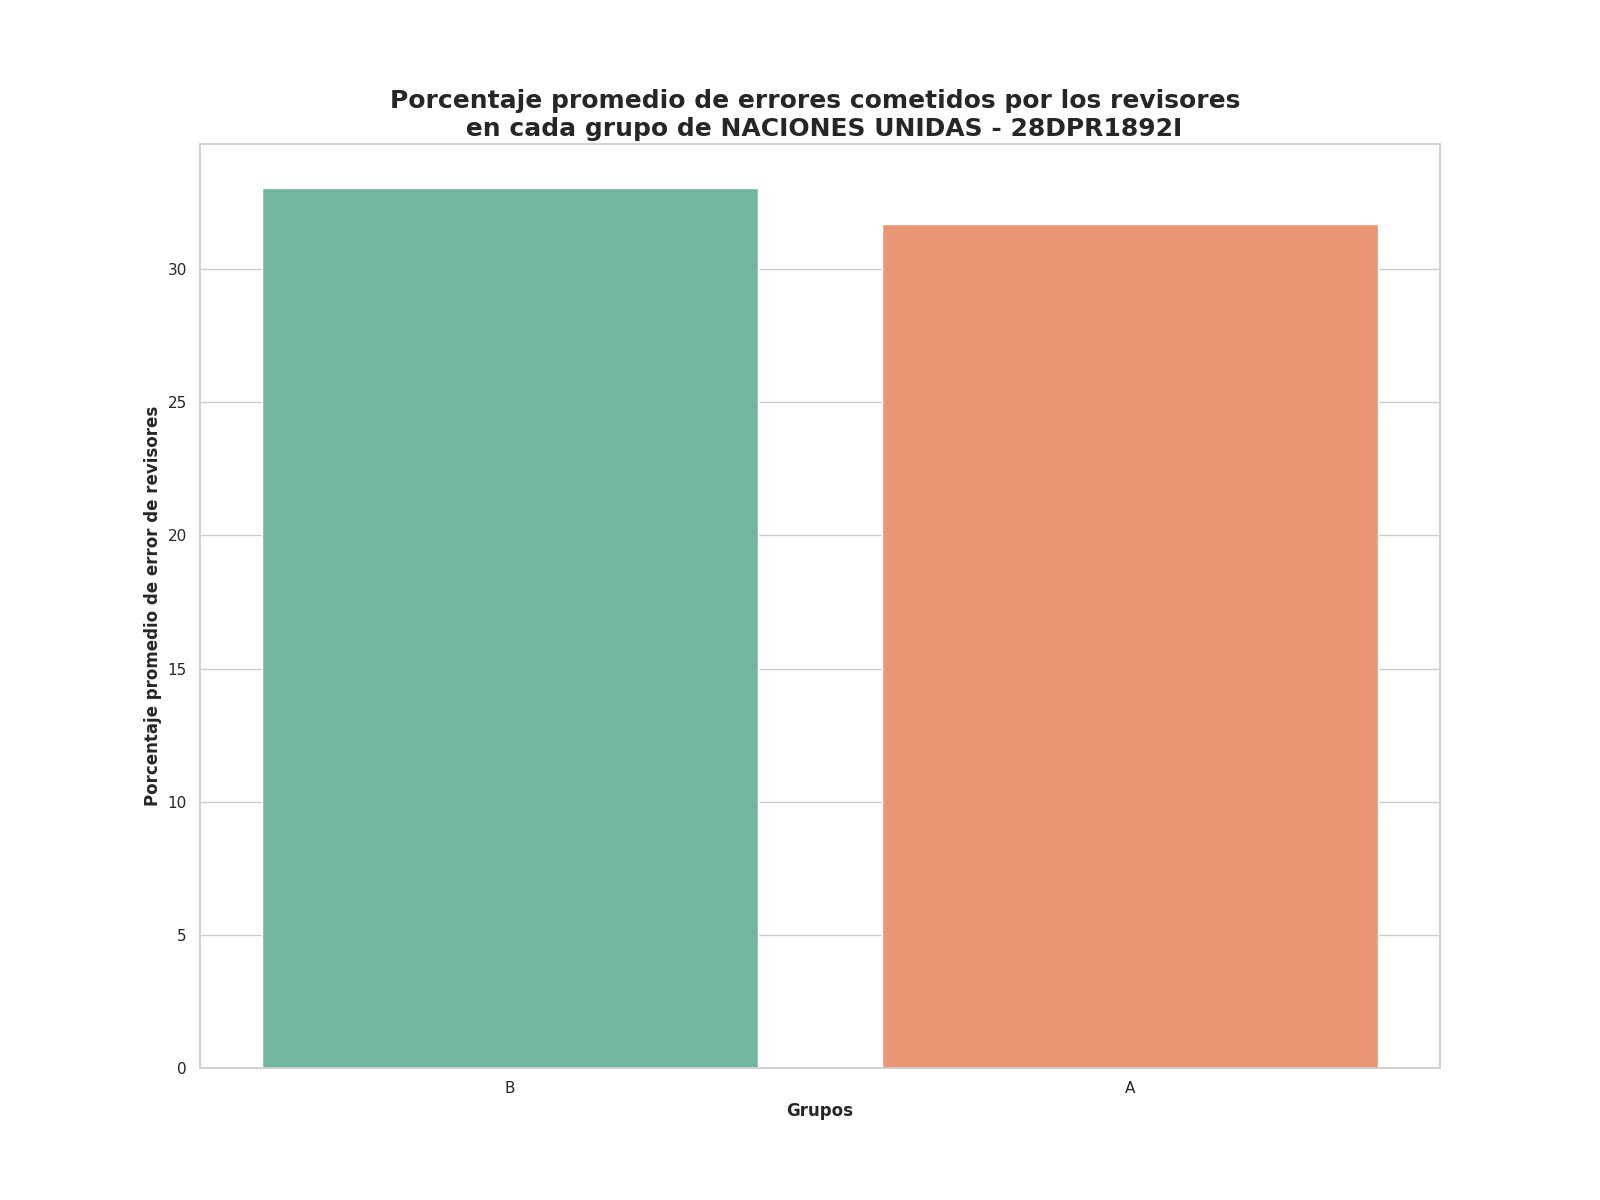 Porcentaje promedio de errores cometidos por los revisores
en cada grupo de NACIONES UNIDAS - 28DPR1892I
Porcentaje promedio de error de revisores
30
25
20
15
10
5
0
B
A
Grupos